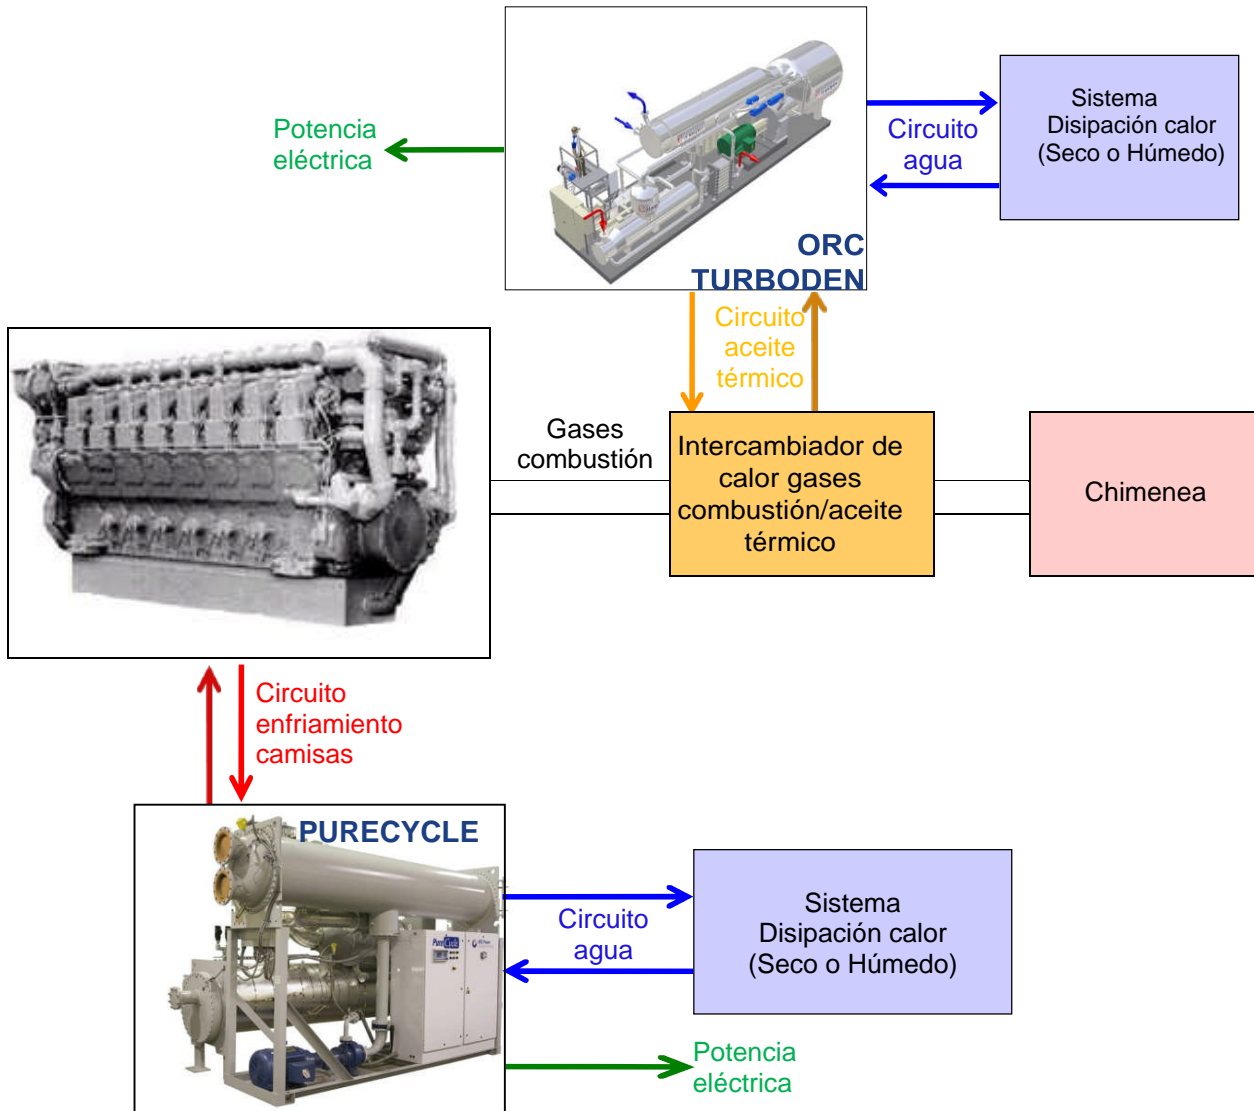 Potencia
eléctrica
Circuito
agua
Sistema
Disipación calor
(Seco o Húmedo)
ORC
TURBODEN
Circuito
aceite
térmico
Gases
combustión
Intercambiador de
calor gases
combustión/aceite
térmico
Chimenea
Circuito
enfriamiento
camisas
PURECYCLE
PureCycle
Circuito
agua
Sistema
Disipación calor
(Seco o Húmedo)
Potencia
eléctrica